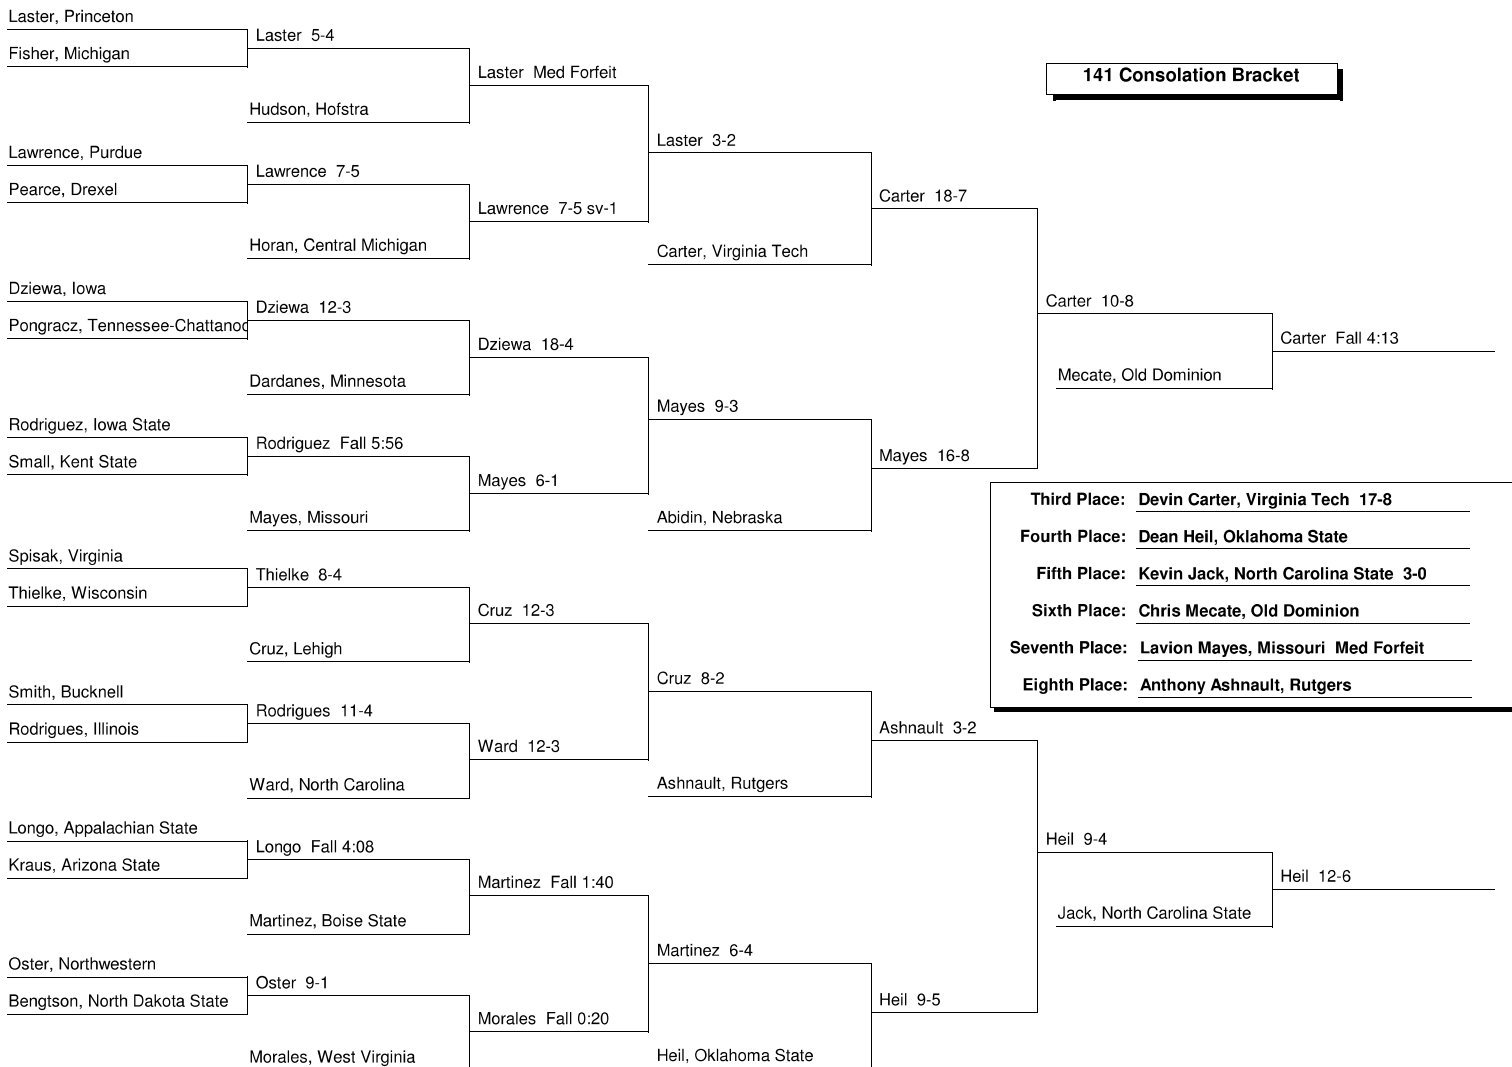 Laster, Princeton
Fisher, Michigan
Laster 5-4
Hudson, Hofstra
Laster Med Forfeit
Lawrence, Purdue
Pearce, Drexel
Lawrence 7-5
Horan, Central Michigan
Lawrence 7-5 sv-1
Laster 3-2
Carter, Virginia Tech
Carter 18-7
141 Consolation Bracket
Dziewa, Iowa
Pongracz, Tennessee-Chattanoo
Dziewa 12-3
Dardanes, Minnesota
Dziewa 18-4
Rodriguez, Iowa State
Small, Kent State
Rodriguez Fall 5:56
Mayes, Missouri
Mayes 6-1
Mayes 9-3
Abidin, Nebraska
Mayes 16-8
Carter 10-8
Mecate, Old Dominion
Carter Fall 4:13
Third Place: Devin Carter, Virginia Tech 17-8
Fourth Place: Dean Heil, Oklahoma State
Fifth Place: Kevin Jack, North Carolina State 3-0
Sixth Place: Chris Mecate, Old Dominion
Seventh Place: Lavion Mayes, Missouri Med Forfeit
Eighth Place: Anthony Ashnault, Rutgers
Spisak, Virginia
Thielke, Wisconsin
Thielke 8-4
Cruz, Lehigh
Cruz 12-3
Smith, Bucknell
Rodrigues, Illinois
Rodrigues 11-4
Ward, North Carolina
Ward 12-3
Cruz 8-2
Ashnault, Rutgers
Ashnault 3-2
Longo, Appalachian State
Kraus, Arizona State
Longo Fall 4:08
Martinez, Boise State
Martinez Fall 1:40
Oster, Northwestern
Bengtson, North Dakota State
Oster 9-1
Morales, West Virginia
Morales Fall 0:20
Martinez 6-4
Heil, Oklahoma State
Heil 9-5
Heil 9-4
Jack, North Carolina State
Heil 12-6